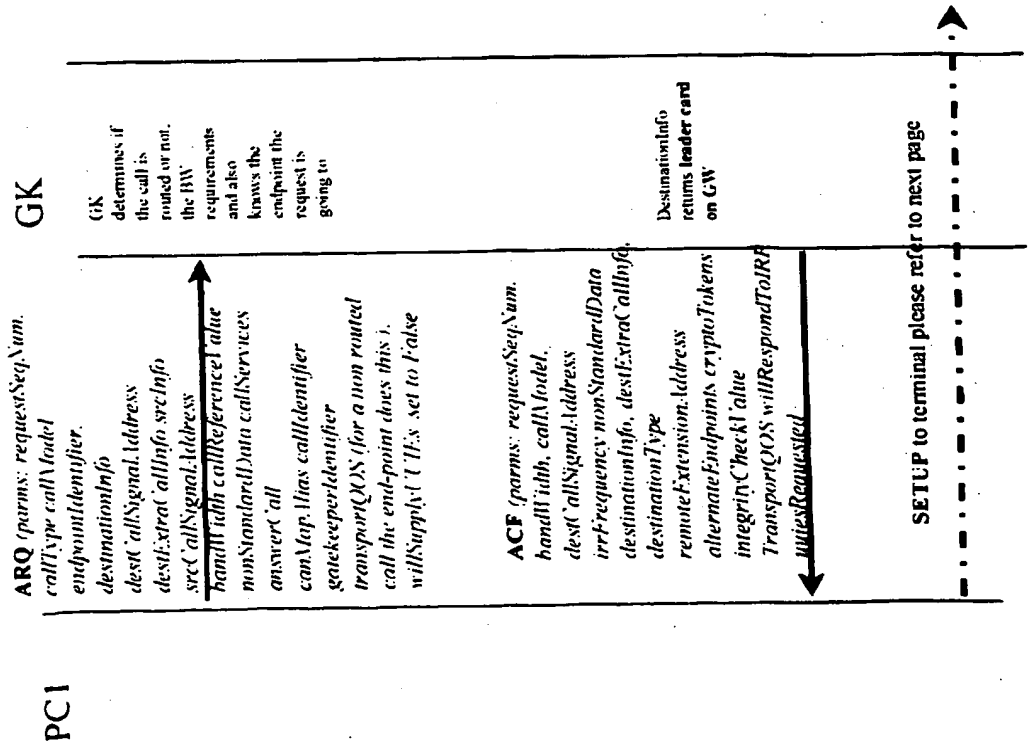 PC1
GK
ARQ (parms: requestSeqNum.
callType callModel
endpointIdentifier.
destinationInfo
destCallSignalAddress
destExtraCallInfo srcInfo
srcCallSignalAddress
bandWidth callReferenceValue
nonStandardData callServices
answerCall
canMapAlias callIdentifier
gatekeeperIdentifier
transportQOS (for a non routed
call the end-point does this ).
willSupplyUUIEs set to False
GK
determines if
the call is
routed or not.
the BW
requirements
and also
knows the
endpoint the
request is
going to
ACF (parms: requestSeqNum.
bandWidth, callModel,
destCallSignalAddress
irrFrequency nonStandardData
destinationInfo, destExtraCallInfo,
destinationType
remoteExtensionAddress
alternateEndpoints cryptoTokens
integrityCheckValue
TransportQOS willRespondToIRR
uuiesRequested
DestinationInfo
returns leader card
on GW
SETUP to terminal please refer to next page